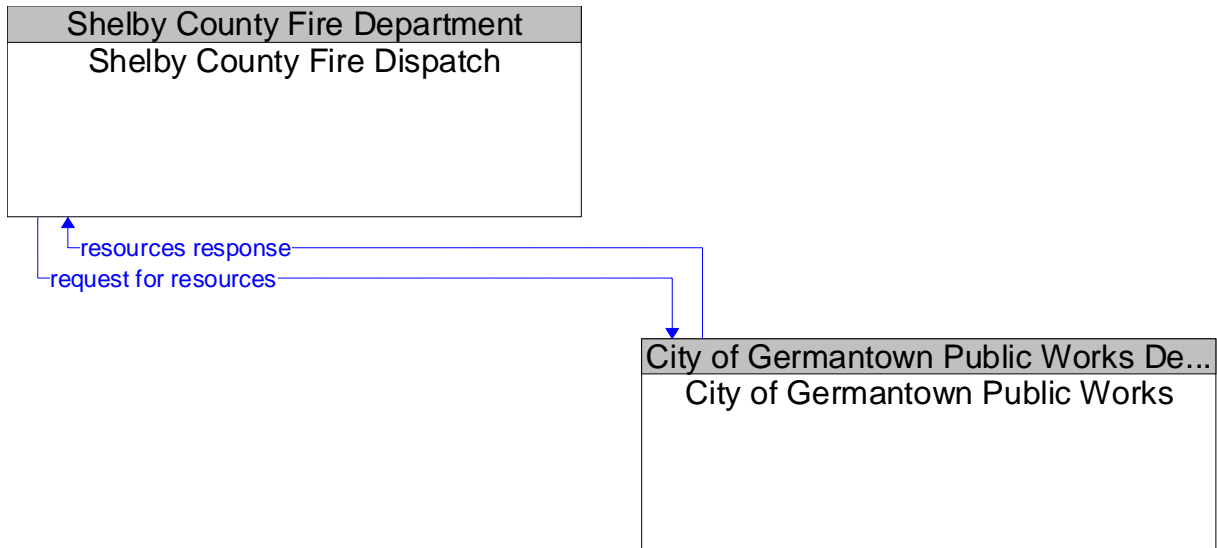 Shelby County Fire Department
Shelby County Fire Dispatch
resources response
request for resources
City of Germantown Public Works De...
City of Germantown Public Works